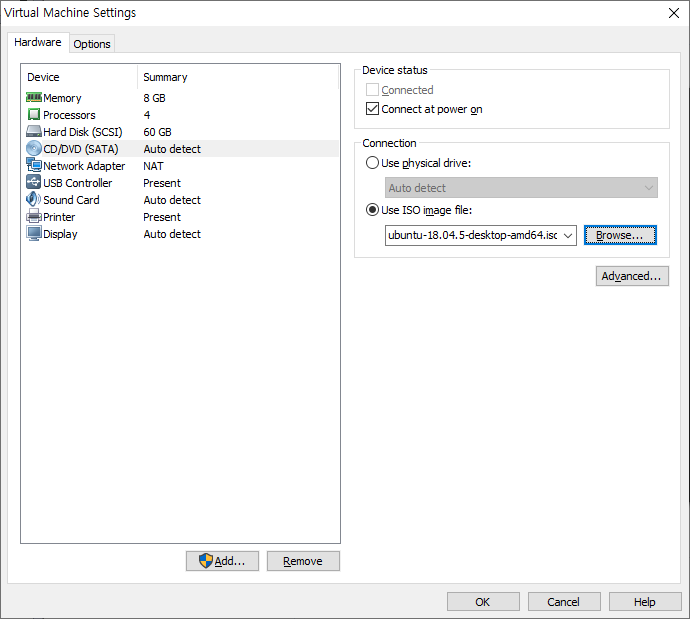 Virtual Machine Settings
Hardware Options
Device Summary
Memory 8 GB
Processors 4
Hard Disk (SCSI) 60 GB
CD/DVD (SATA) Auto detect
Network Adapter NAT
USB Controller Present
Sound Card Auto detect
Printer Present
Display Auto detect
Add... Remove
Device status
Connected
Connect at power on
Connection
Use physical drive:
Auto detect
Use ISO image file:
ubuntu-18.04.5-desktop-amd64.iso Browse...
Advanced...
OK Cancel Help